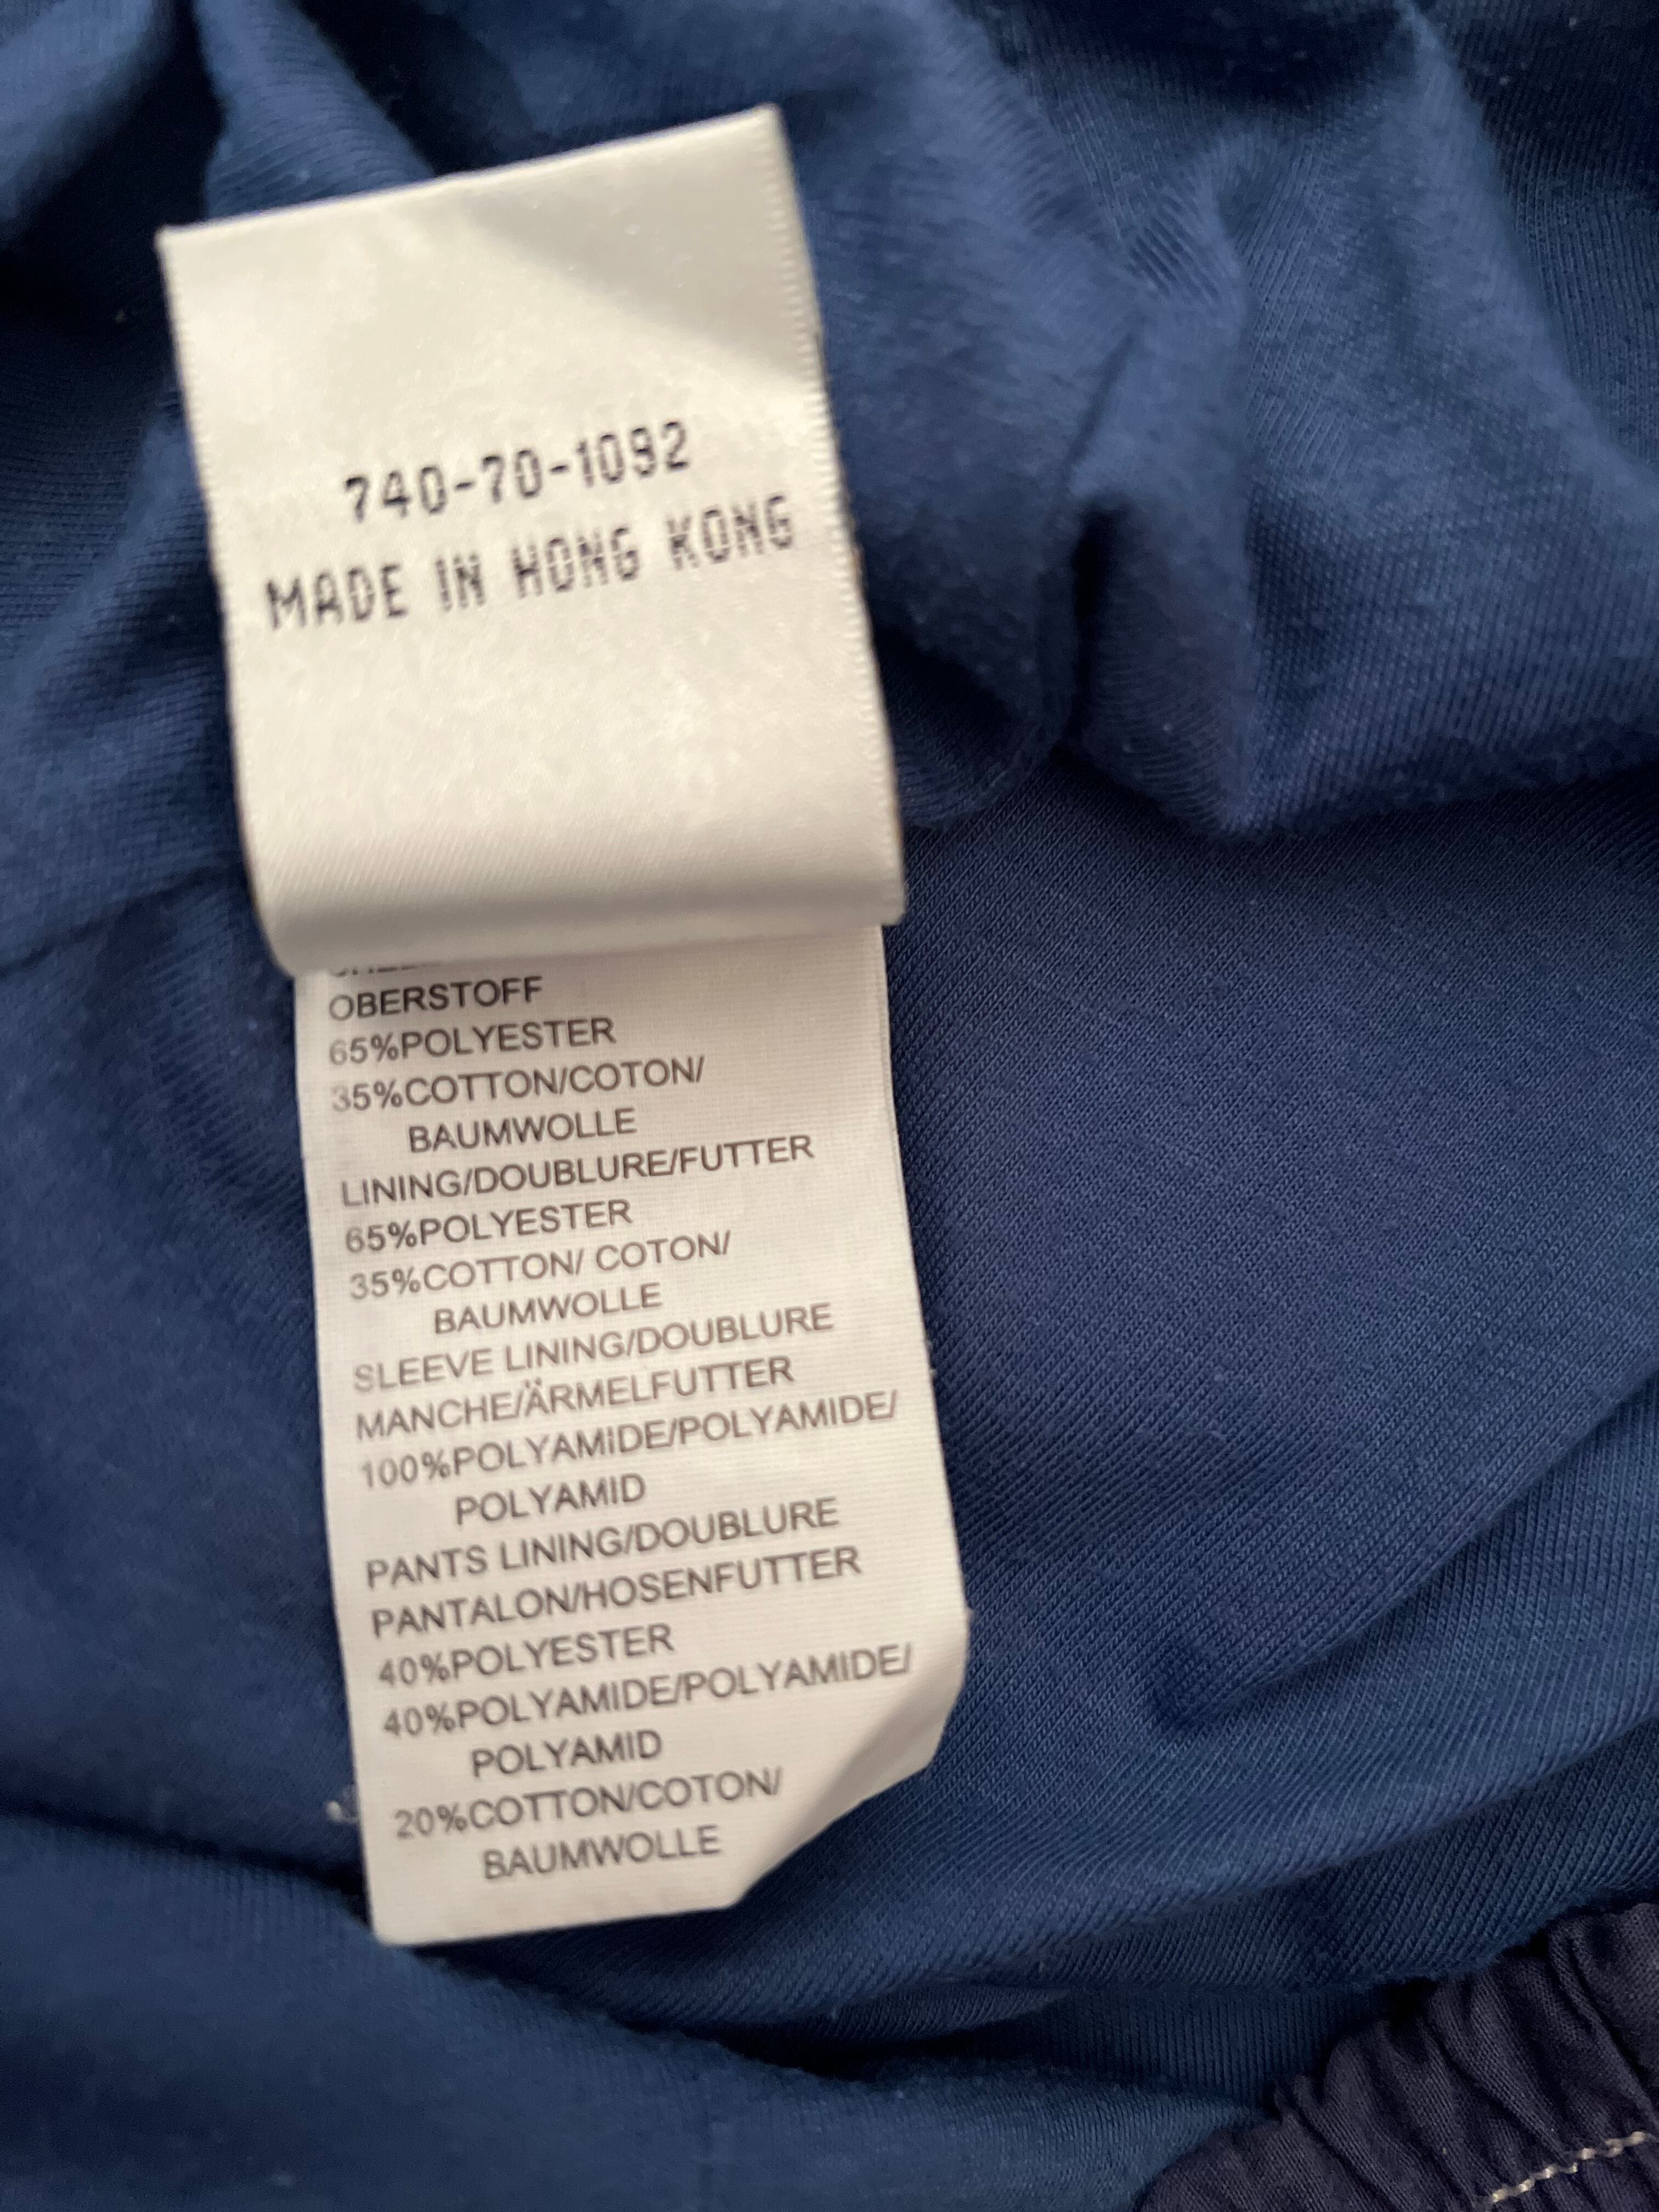 740-70-1092
MADE IN HONG KONG
OBERSTOFF
65%POLYESTER
35%COTTON/COTON/
BAUMWOLLE
LINING/DOUBLURE/FUTTER
65%POLYESTER
35%COTTON/ COTON/
BAUMWOLLE
SLEEVE LINING/DOUBLURE
MANCHE/ÄRMELFUTTER
100%POLYAMIDE/POLYAMIDE/
POLYAMID
PANTS LINING/DOUBLURE
PANTALON/HOSENFUTTER
40%POLYESTER
40%POLYAMIDE/POLYAMIDE/
POLYAMID
20%COTTON/COTON/
BAUMWOLLE